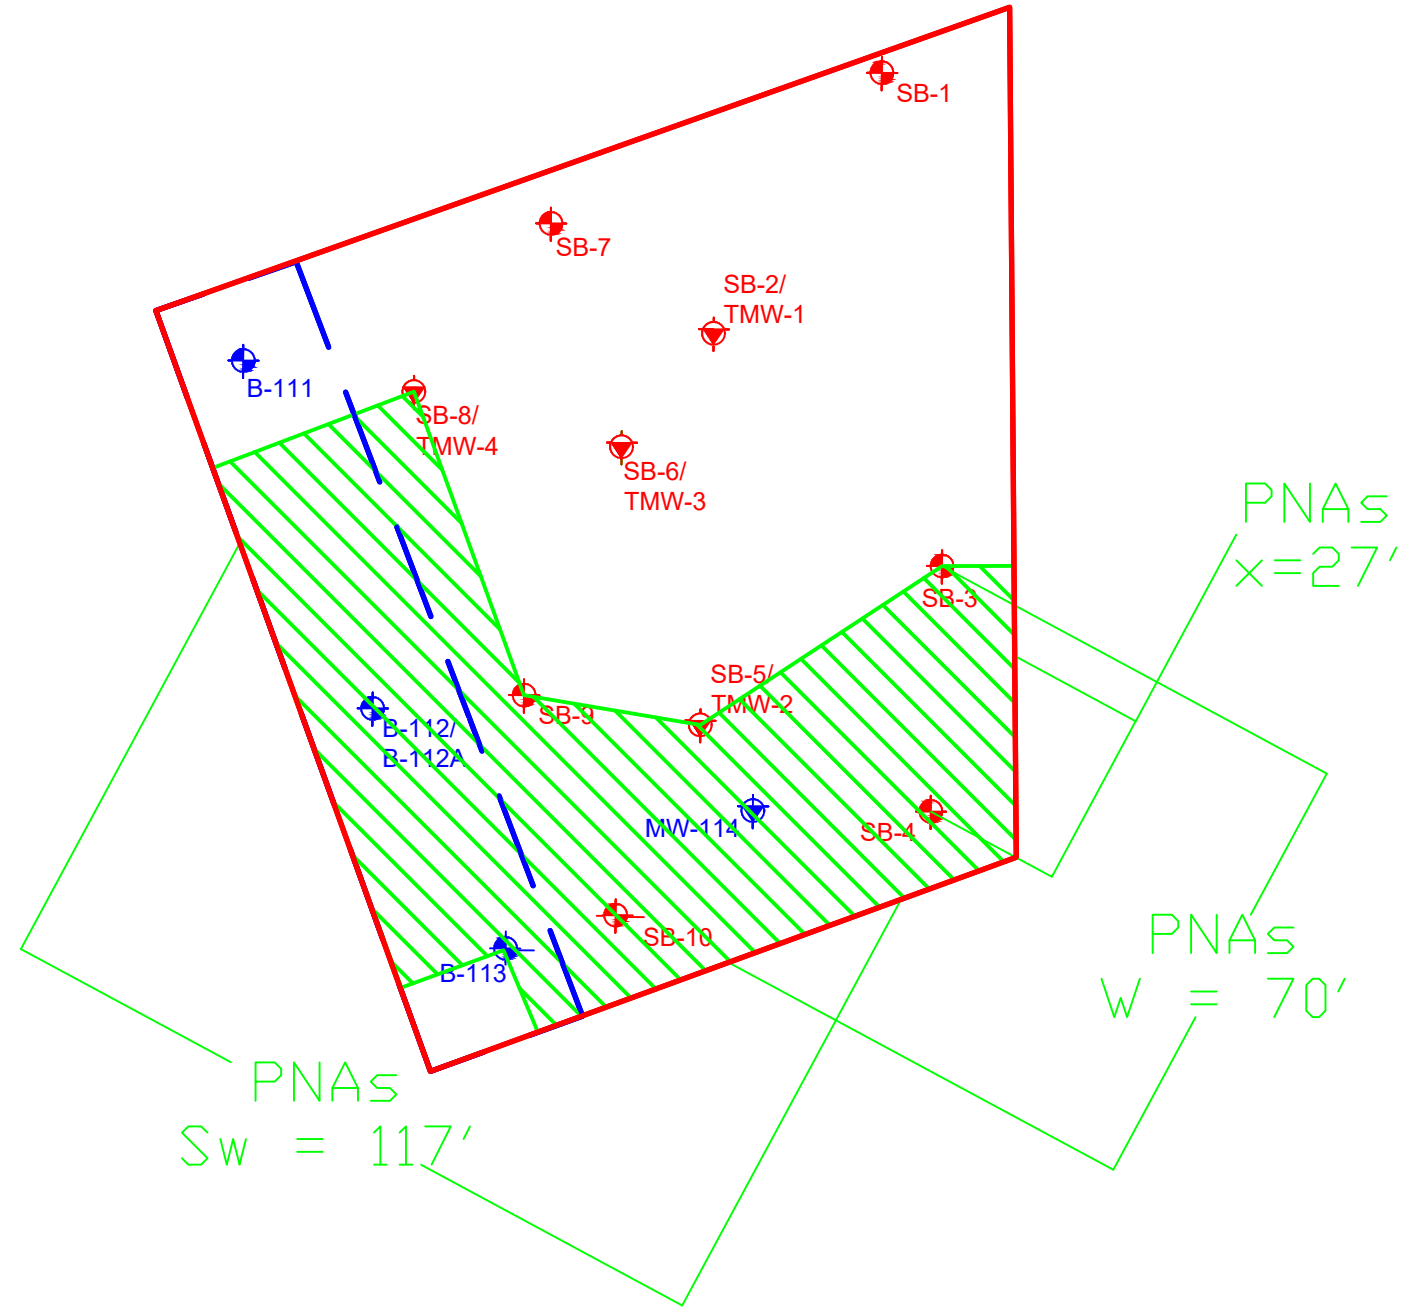 SB-1
SB-7
SB-2/
TMW-1
B-111
SB-8/
TMW-4
SB-6/
TMW-3
PNAs
x=27'
SB-3
SB-5/
TMW-2
SB-9
B-112/
B-112A
MW-114
SB-4
SB-10
B-113
PNAs
W = 70'
PNAs
Sw = 117'